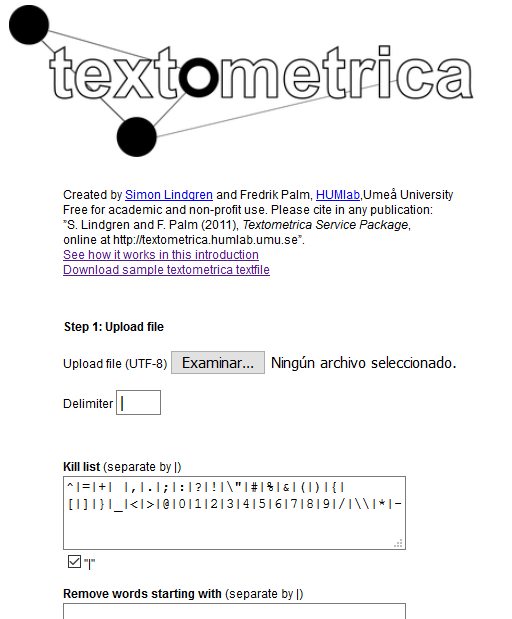 textometrica
Created by Simon Lindgren and Fredrik Palm, HUMlab,Umeå University
Free for academic and non-profit use. Please cite in any publication:
"S. Lindgren and F. Palm (2011), Textometrica Service Package,
online at http://textometrica.humlab.umu.se".
See how it works in this introduction
Download sample textometrica textfile
Step 1: Upload file
Upload file (UTF-8) Examinar... Ningún archivo seleccionado.
Delimiter |
Kill list (separate by |)
^|=|+| |,|.|;|:|?|!|\"|#|%|&|(|)|{|
[|]|}|_|<|>|@|0|1|2|3|4|5|6|7|8|9|/|\\|*|-
"|"
Remove words starting with (separate by |)